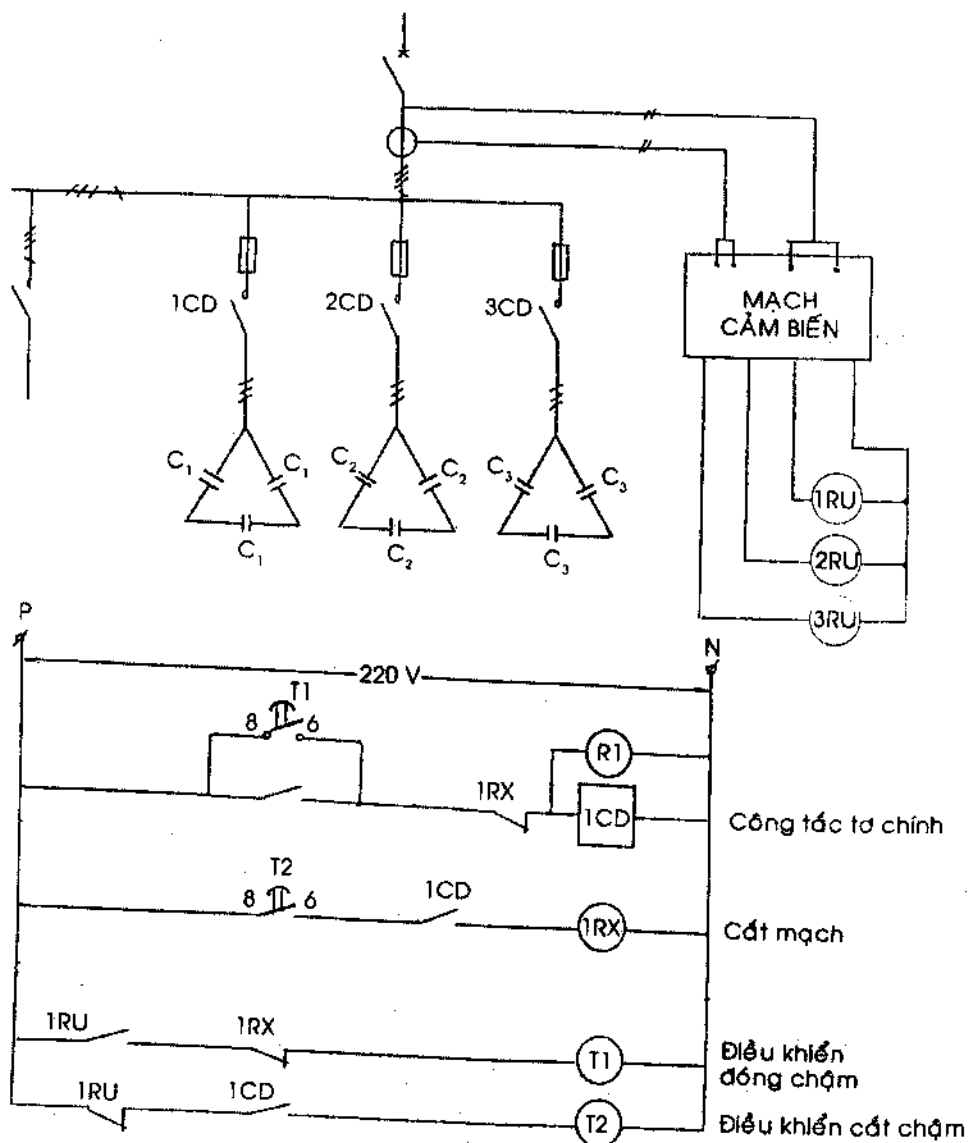 1CD
2CD
3CD
MẠCH
CẢM BIẾN
C₁
C₁
C₁
C₂
C₂
C₂
C₃
C₃
C₃
1RU
2RU
3RU
P
N
220 V
T1
8
6
R1
1RX
1CD
Công tắc tơ chính
T2
8
6
1CD
1RX
Cắt mạch
1RU
1RX
T1
Điều khiển
đóng chậm
1RU
1CD
T2
Điều khiển cắt chậm